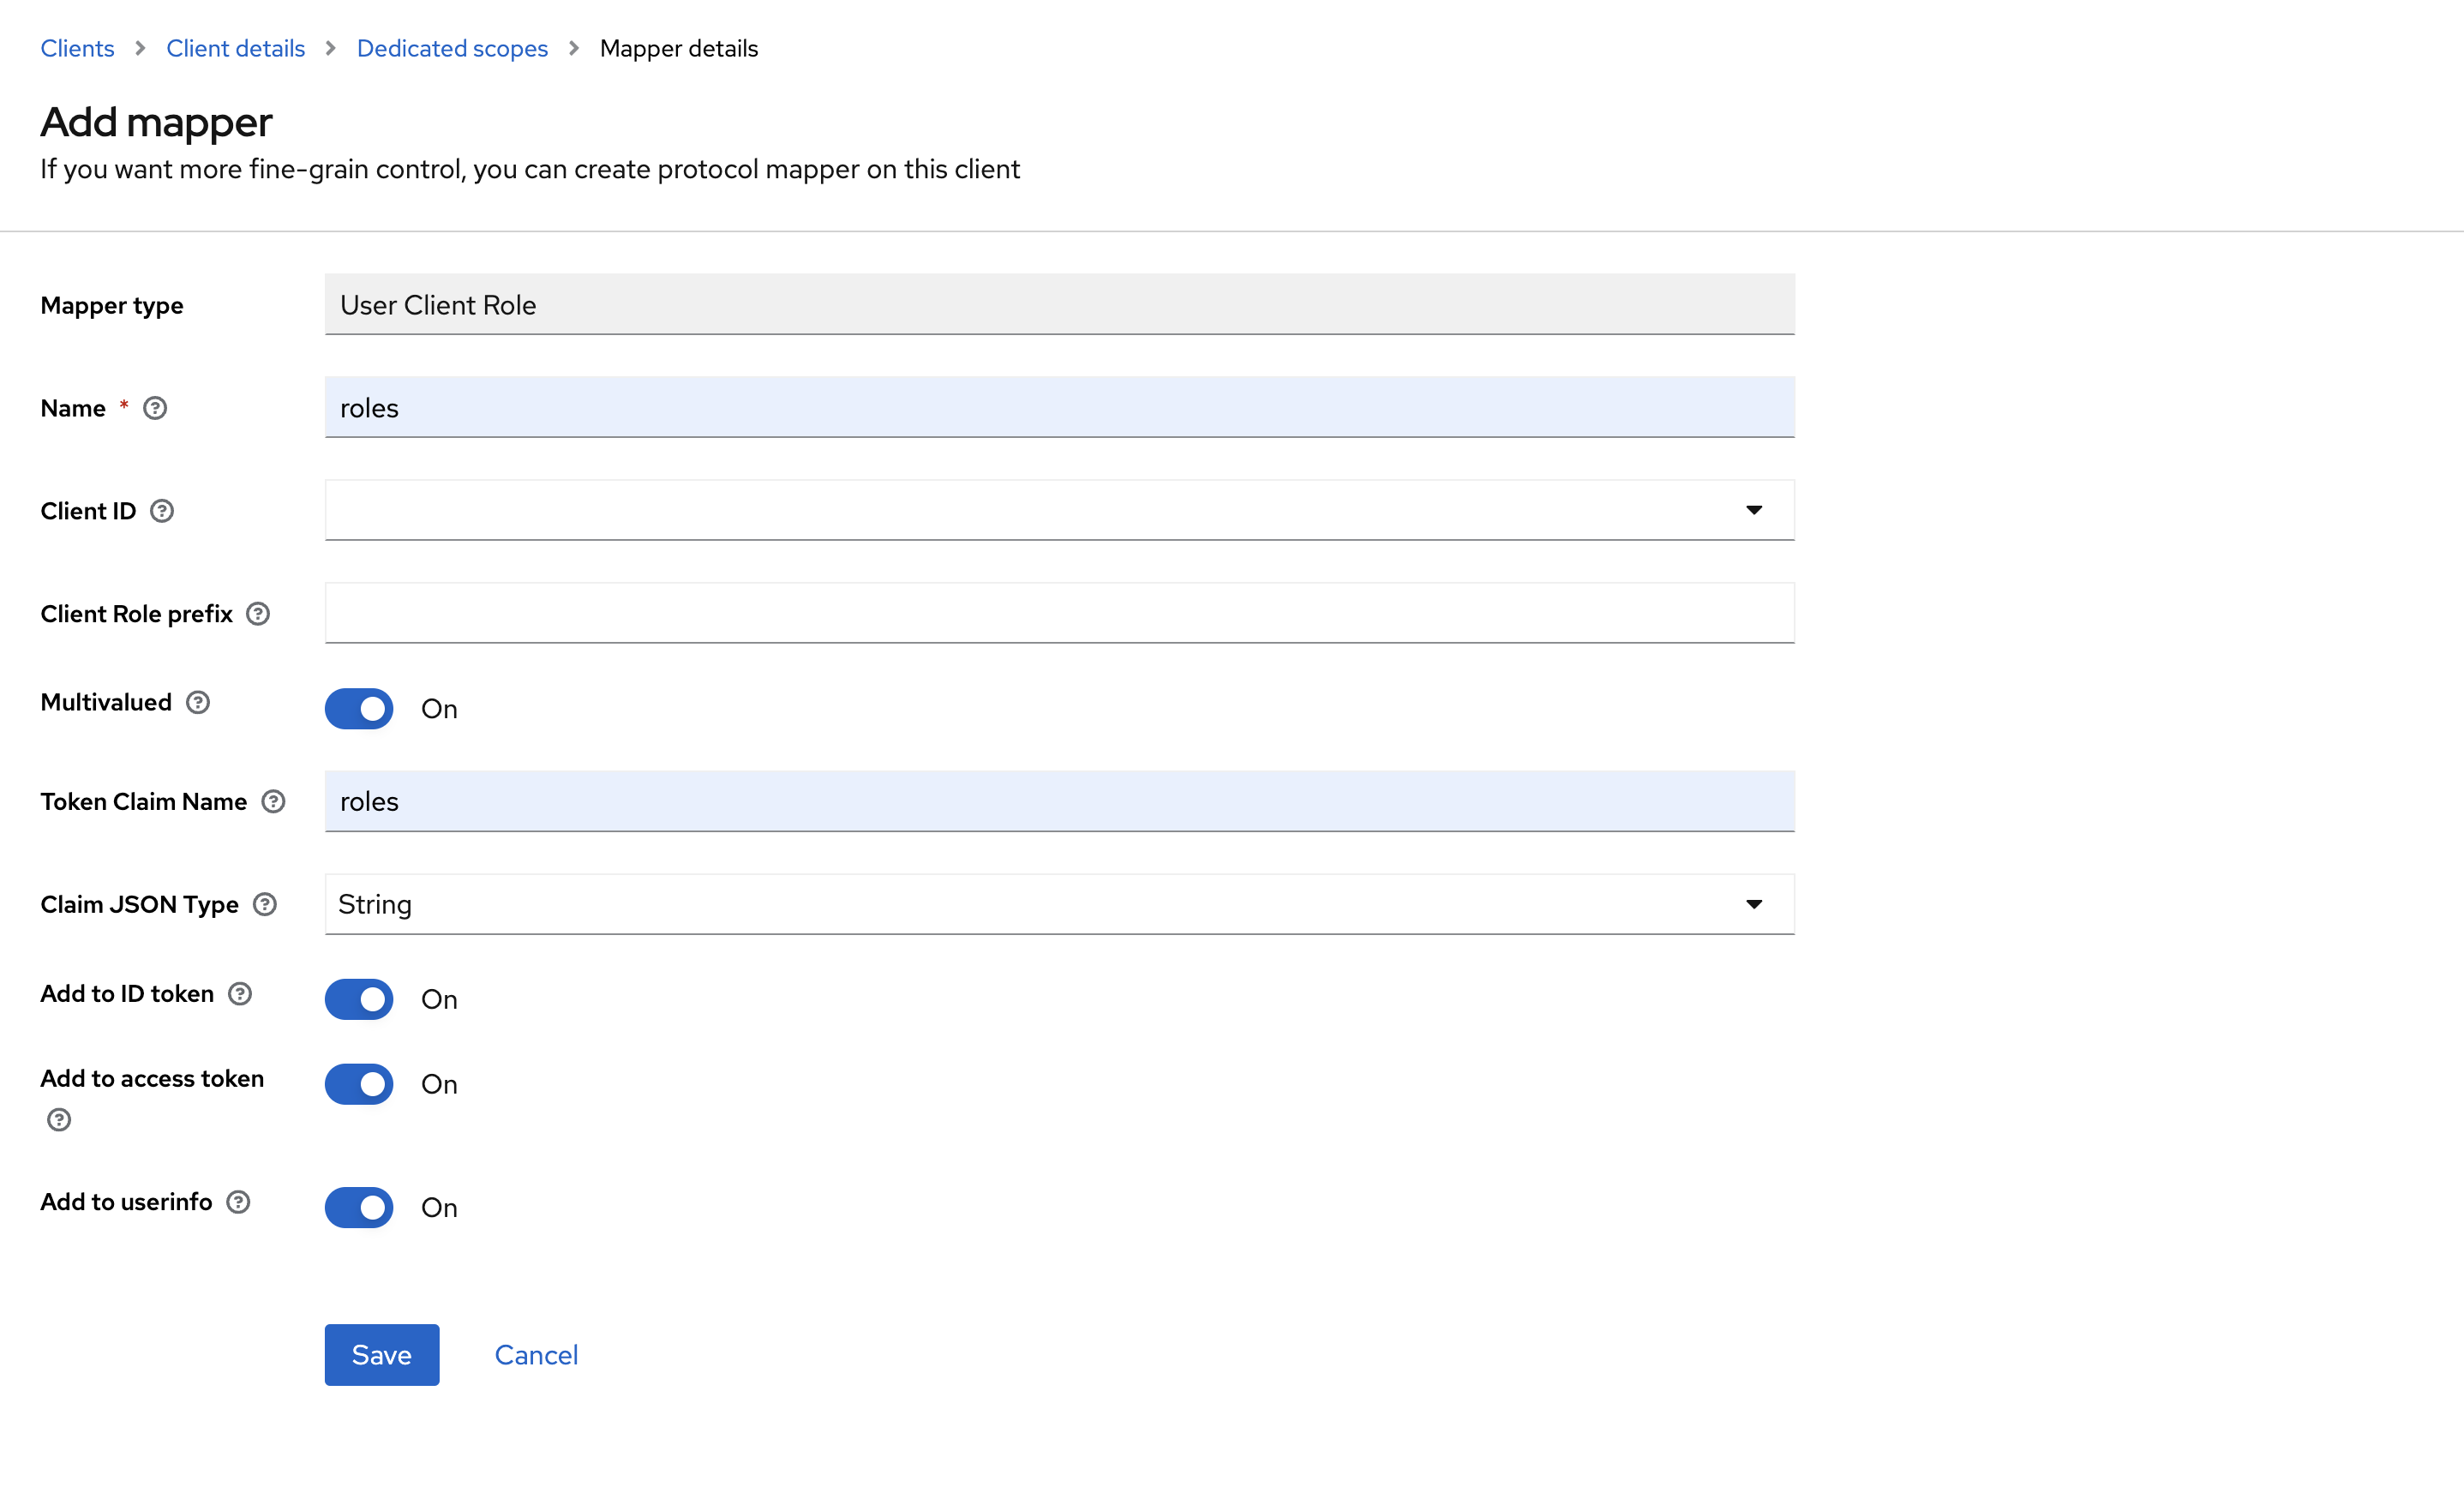 Clients > Client details > Dedicated scopes > Mapper details
Add mapper
If you want more fine-grain control, you can create protocol mapper on this client
Mapper type User Client Role
Name * roles
Client ID
Client Role prefix
Multivalued On
Token Claim Name roles
Claim JSON Type String
Add to ID token On
Add to access token On
Add to userinfo On
Save Cancel